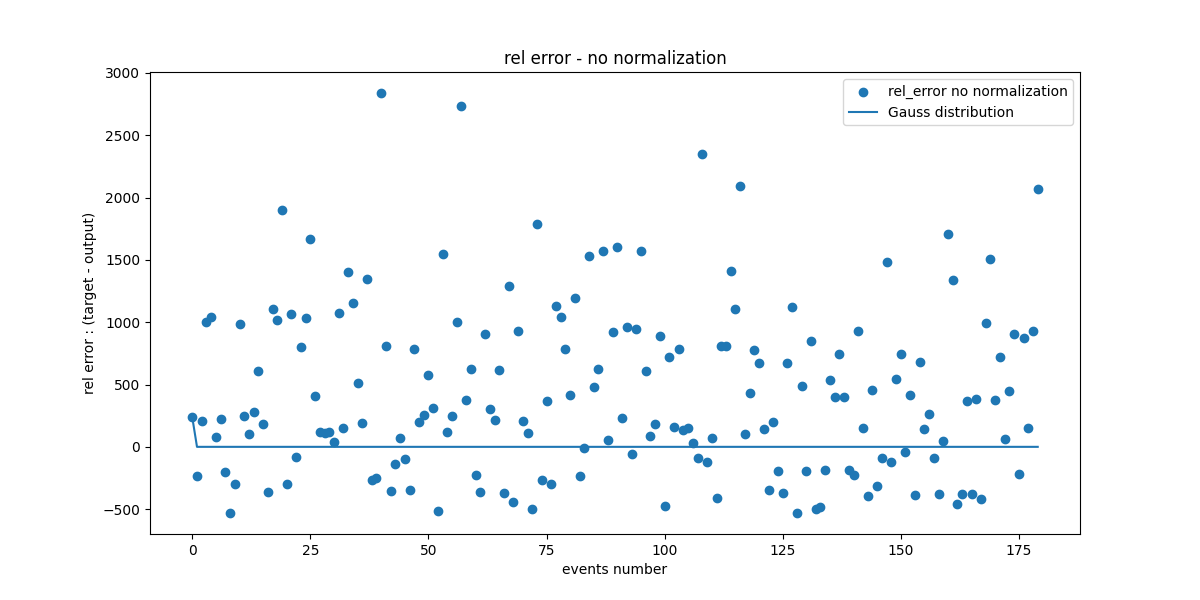 rel error - no normalization
rel_error no normalization
Gauss distribution
rel error : (target - output)
3000
2500
2000
1500
1000
500
0
−500
0 25 50 75 100 125 150 175
events number